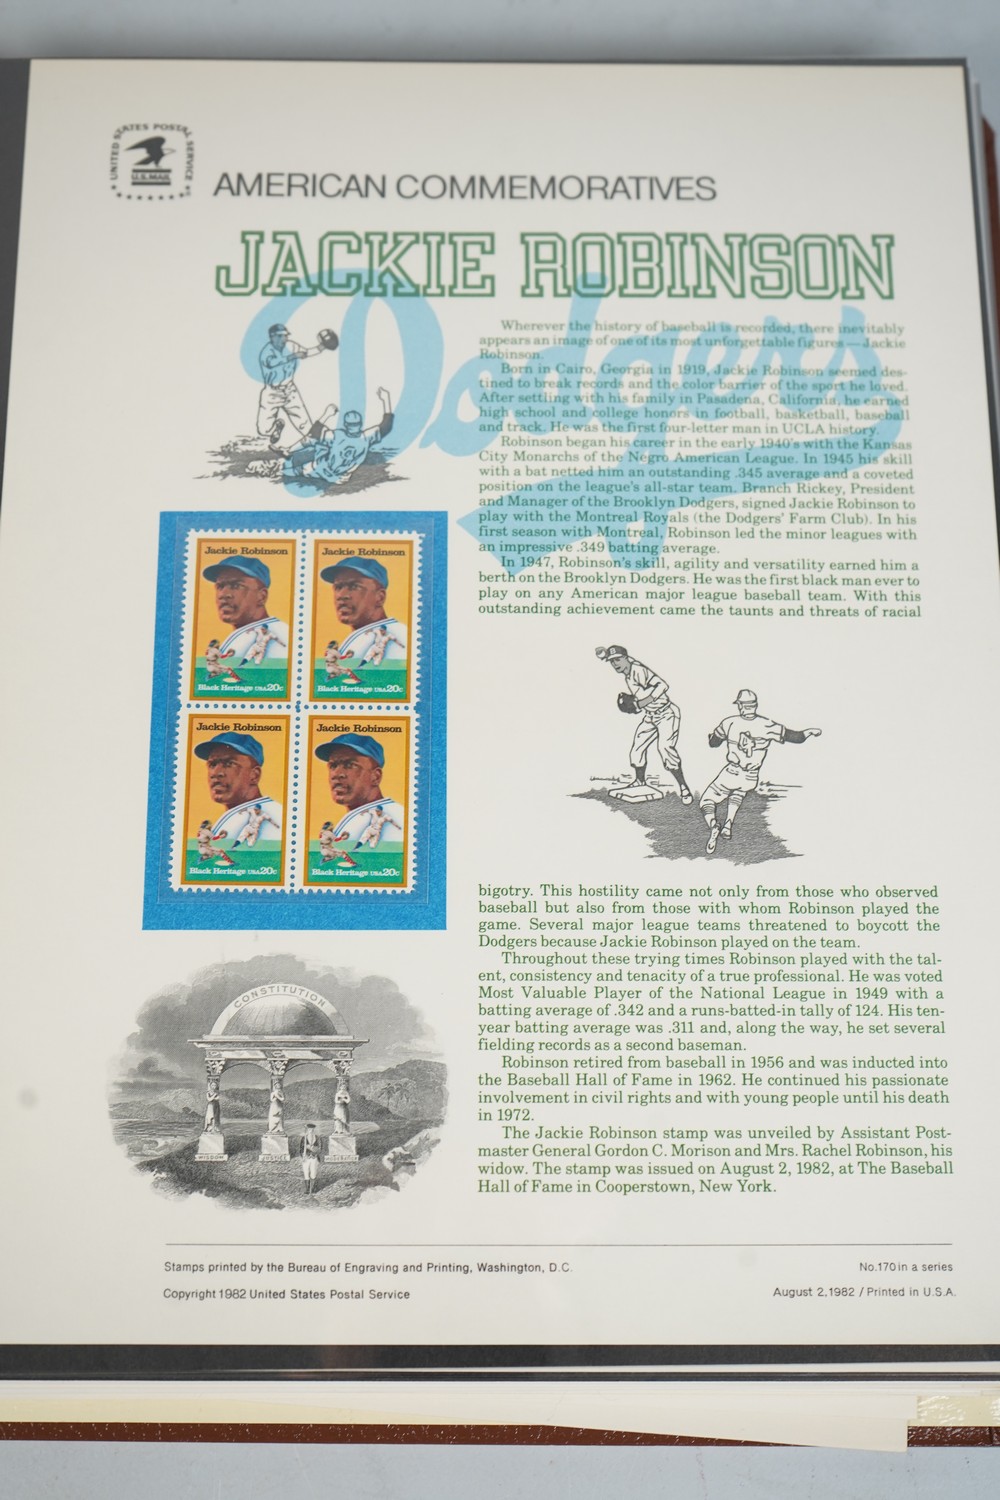 UNITED STATES POSTAL SERVICE
U.S. MAIL
AMERICAN COMMEMORATIVES
JACKIE ROBINSON
Dodgers
Wherever the history of baseball is recorded, there inevitably
appears an image of one of its most unforgettable figures — Jackie
Robinson.
Born in Cairo, Georgia in 1919, Jackie Robinson seemed des-
tined to break records and the color barrier of the sport he loved.
After settling with his family in Pasadena, California, he earned
high school and college honors in football, basketball, baseball
and track. He was the first four-letter man in UCLA history.
Robinson began his career in the early 1940's with the Kansas
City Monarchs of the Negro American League. In 1945 his skill
with a bat netted him an outstanding .345 average and a coveted
position on the league's all-star team. Branch Rickey, President
and Manager of the Brooklyn Dodgers, signed Jackie Robinson to
play with the Montreal Royals (the Dodgers' Farm Club). In his
first season with Montreal, Robinson led the minor leagues with
an impressive .349 batting average.
In 1947, Robinson's skill, agility and versatility earned him a
berth on the Brooklyn Dodgers. He was the first black man ever to
play on any American major league baseball team. With this
outstanding achievement came the taunts and threats of racial
Jackie Robinson
Black Heritage USA 20c
Jackie Robinson
Black Heritage USA 20c
Jackie Robinson
Black Heritage USA 20c
Jackie Robinson
Black Heritage USA 20c
B
4
bigotry. This hostility came not only from those who observed
baseball but also from those with whom Robinson played the
game. Several major league teams threatened to boycott the
Dodgers because Jackie Robinson played on the team.
Throughout these trying times Robinson played with the tal-
ent, consistency and tenacity of a true professional. He was voted
Most Valuable Player of the National League in 1949 with a
batting average of .342 and a runs-batted-in tally of 124. His ten-
year batting average was .311 and, along the way, he set several
fielding records as a second baseman.
Robinson retired from baseball in 1956 and was inducted into
the Baseball Hall of Fame in 1962. He continued his passionate
involvement in civil rights and with young people until his death
in 1972.
The Jackie Robinson stamp was unveiled by Assistant Post-
master General Gordon C. Morison and Mrs. Rachel Robinson, his
widow. The stamp was issued on August 2, 1982, at The Baseball
Hall of Fame in Cooperstown, New York.
CONSTITUTION
WISDOM
JUSTICE
Stamps printed by the Bureau of Engraving and Printing, Washington, D.C.
No. 170 in a series
Copyright 1982 United States Postal Service
August 2, 1982 / Printed in U.S.A.